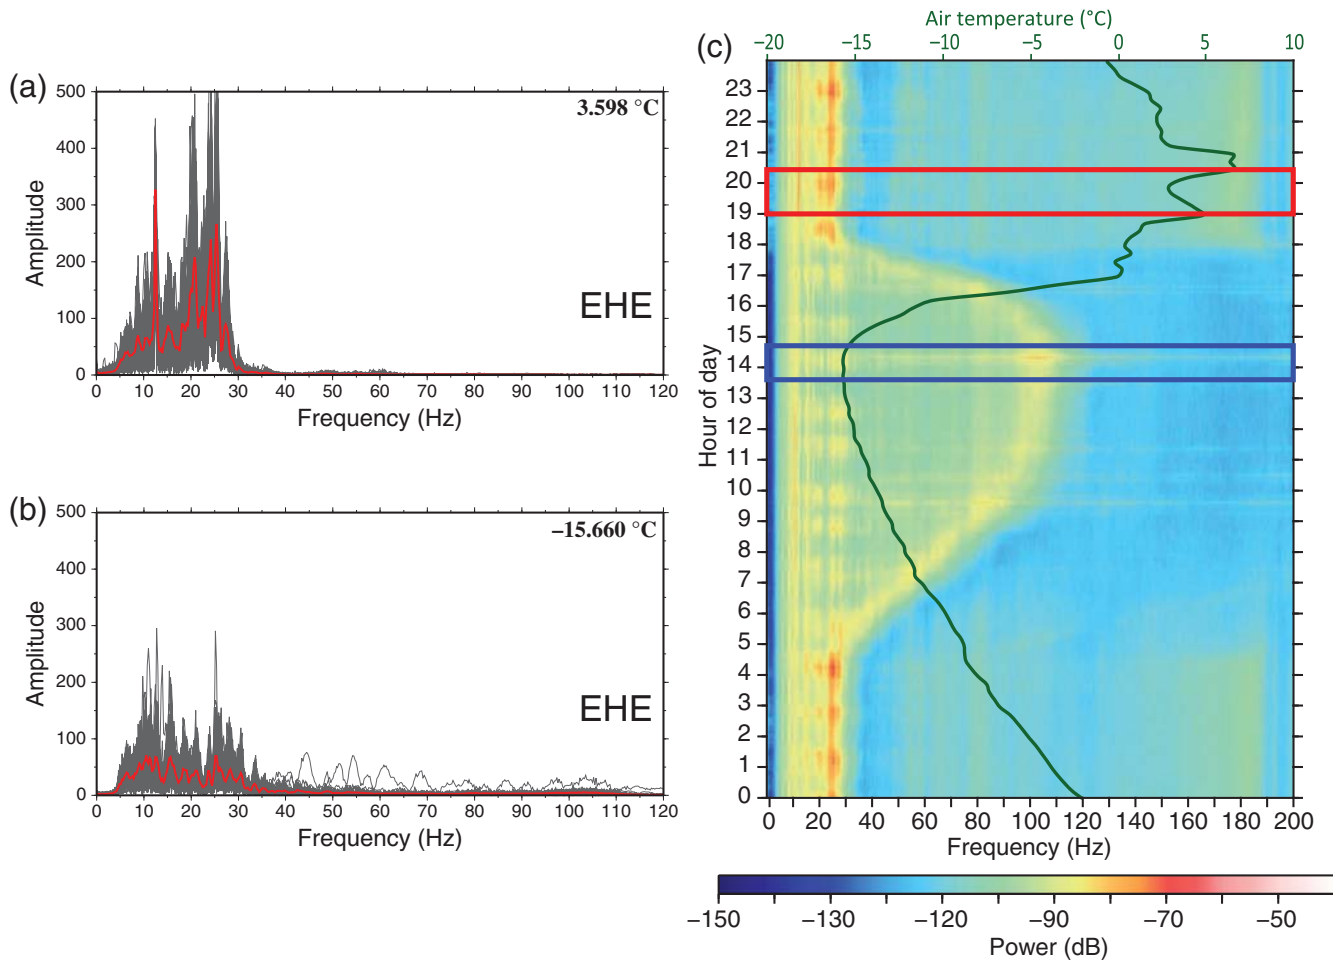 (a)
500
400
300
200
100
0
Amplitude
3.598 °C
EHE
0 10 20 30 40 50 60 70 80 90 100 110 120
Frequency (Hz)
(b)
500
400
300
200
100
0
Amplitude
−15.660 °C
EHE
0 10 20 30 40 50 60 70 80 90 100 110 120
Frequency (Hz)
(c)
Air temperature (°C)
−20 −15 −10 −5 0 5 10
23
22
21
20
19
18
17
16
15
14
13
12
11
10
9
8
7
6
5
4
3
2
1
0
Hour of day
0 20 40 60 80 100 120 140 160 180 200
Frequency (Hz)
−150 −130 −120 −90 −70 −50
Power (dB)